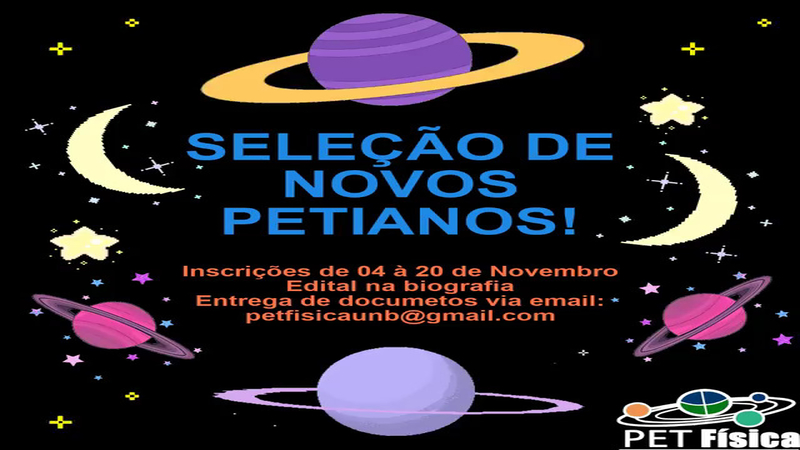 SELEÇÃO DE
NOVOS
PETIANOS!
Inscrições de 04 à 20 de Novembro
Edital na biografia
Entrega de documetos via email:
petfisicaunb@gmail.com
PET Física